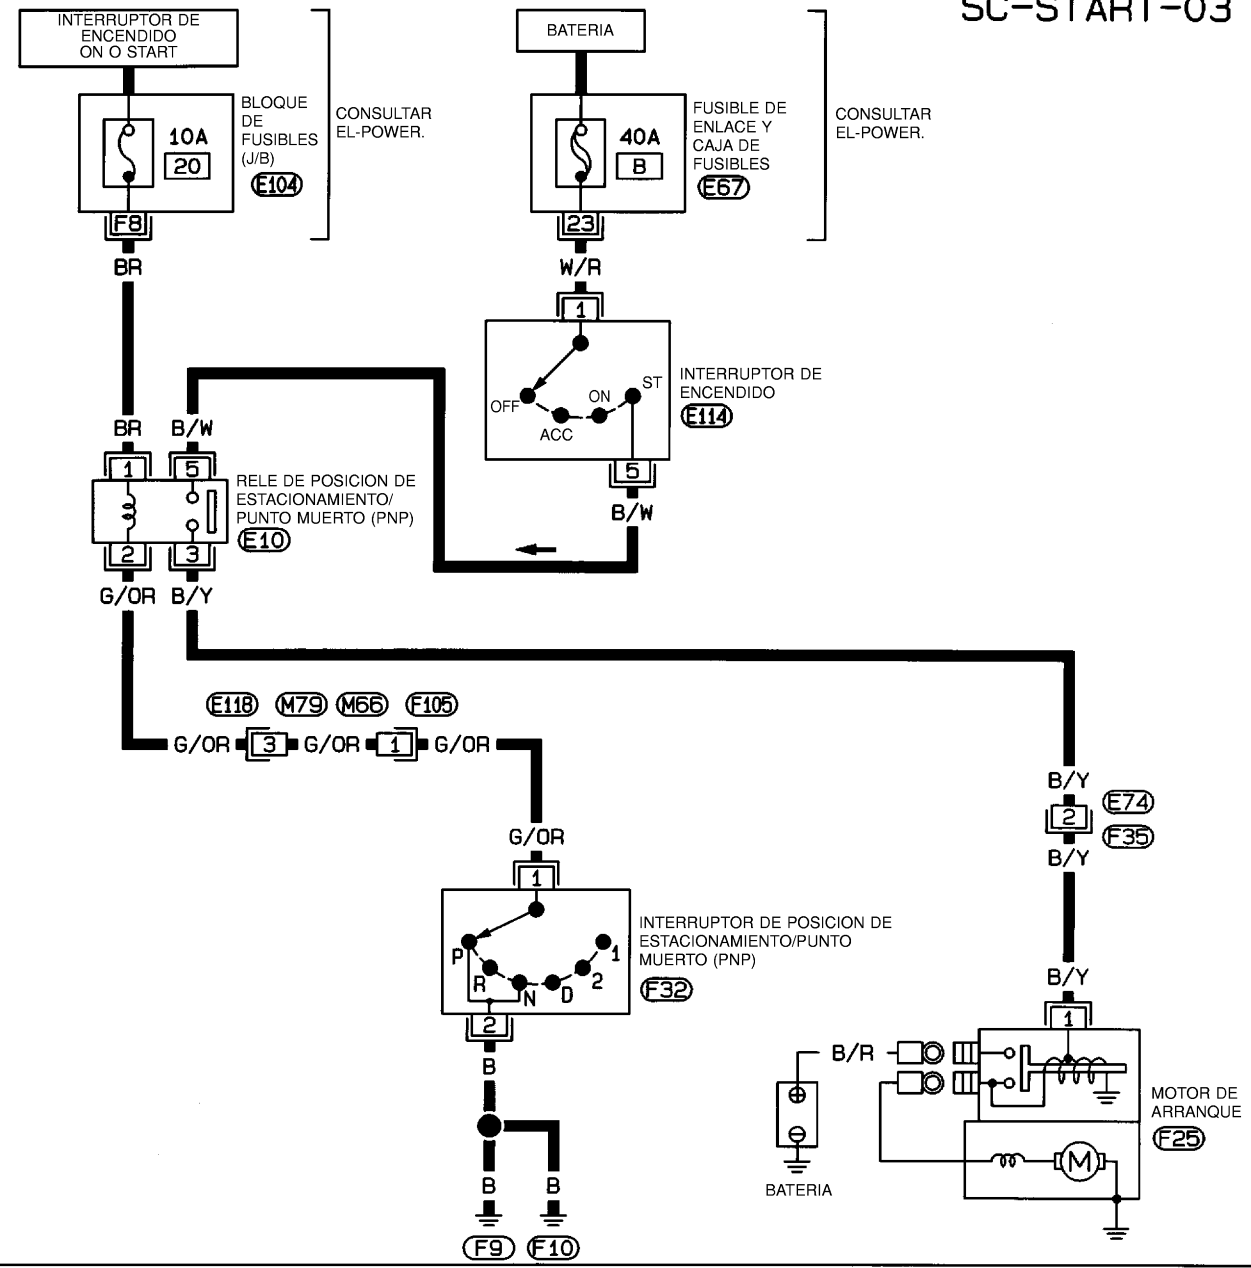 SC-START-03
INTERRUPTOR DE
ENCENDIDO
ON O START
BATERIA
10A
20
BLOQUE
DE
FUSIBLES
(J/B)
E104
CONSULTAR
EL-POWER.
40A
B
FUSIBLE DE
ENLACE Y
CAJA DE
FUSIBLES
E67
CONSULTAR
EL-POWER.
F8
23
BR
W/R
1
OFF
ACC
ON
ST
INTERRUPTOR DE
ENCENDIDO
E114
5
B/W
BR
B/W
1
5
RELE DE POSICION DE
ESTACIONAMIENTO/
PUNTO MUERTO (PNP)
E10
2
3
G/OR
B/Y
E118
M79
M66
F105
G/OR
3
G/OR
1
G/OR
G/OR
1
P
R
N
D
2
1
INTERRUPTOR DE POSICION DE
ESTACIONAMIENTO/PUNTO
MUERTO (PNP)
F32
2
B
B
B
F9
F10
B/Y
2
E74
F35
B/Y
B/Y
1
B/R
BATERIA
M
MOTOR DE
ARRANQUE
F25